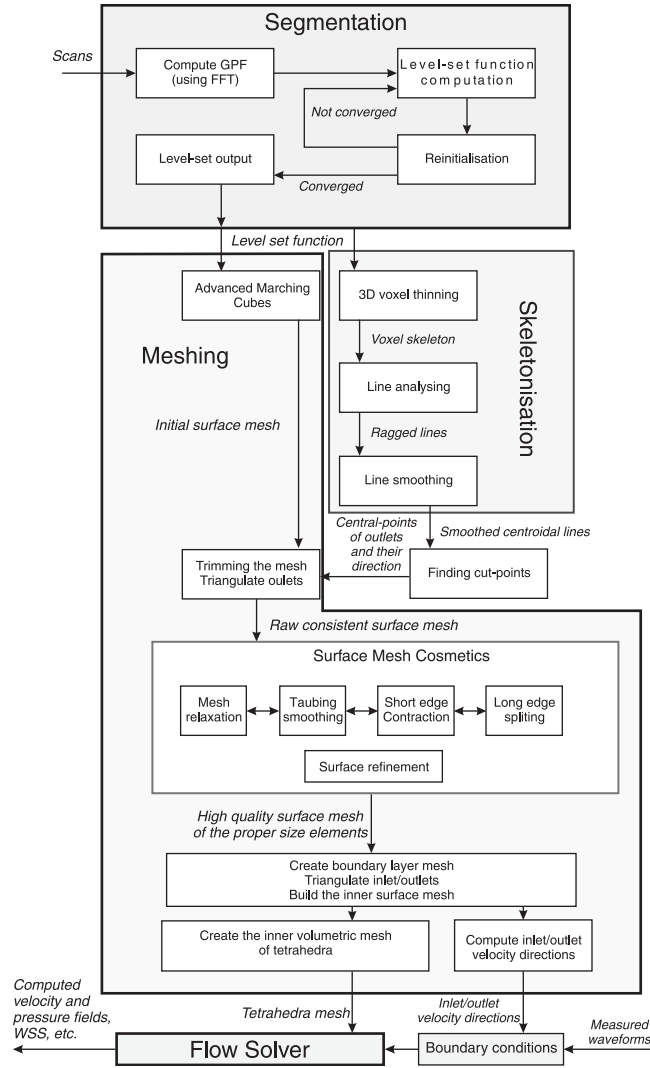 Segmentation
Scans
Compute GPF
(using FFT)
Level-set function
computation
Not converged
Level-set output
Reinitialisation
Converged
Level set function
Advanced Marching
Cubes
3D voxel thinning
Skeletonisation
Meshing
Voxel skeleton
Line analysing
Initial surface mesh
Ragged lines
Line smoothing
Central-points
of outlets
and their
direction
Smoothed centroidal lines
Trimming the mesh
Triangulate oulets
Finding cut-points
Raw consistent surface mesh
Surface Mesh Cosmetics
Mesh
relaxation
Taubing
smoothing
Short edge
Contraction
Long edge
spliting
Surface refinement
High quality surface mesh
of the proper size elements
Create boundary layer mesh
Triangulate inlet/outlets
Build the inner surface mesh
Create the inner volumetric mesh
of tetrahedra
Compute inlet/outlet
velocity directions
Computed
velocity and
pressure fields,
WSS, etc.
Tetrahedra mesh
Inlet/outlet
velocity directions
Measured
waveforms
Flow Solver
Boundary conditions